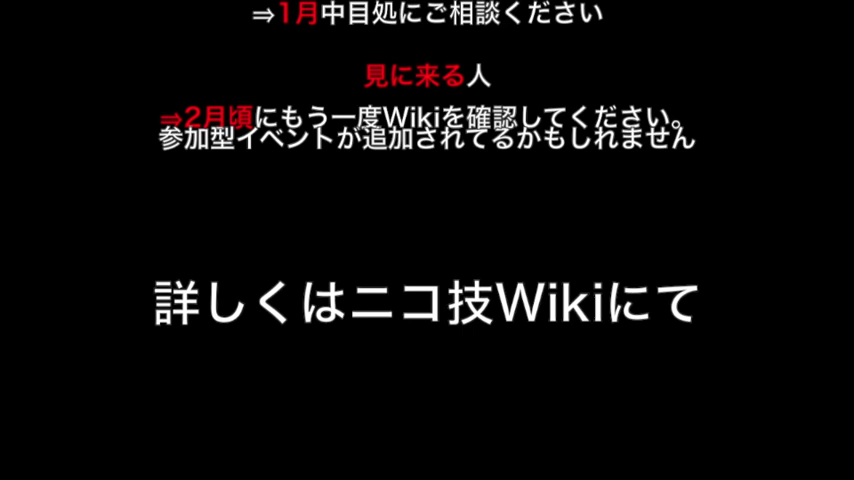 ⇒1月中目処にご相談ください
見に来る人
⇒2月頃にもう一度Wikiを確認してください。
参加型イベントが追加されてるかもしれません
詳しくはニコ技Wikiにて